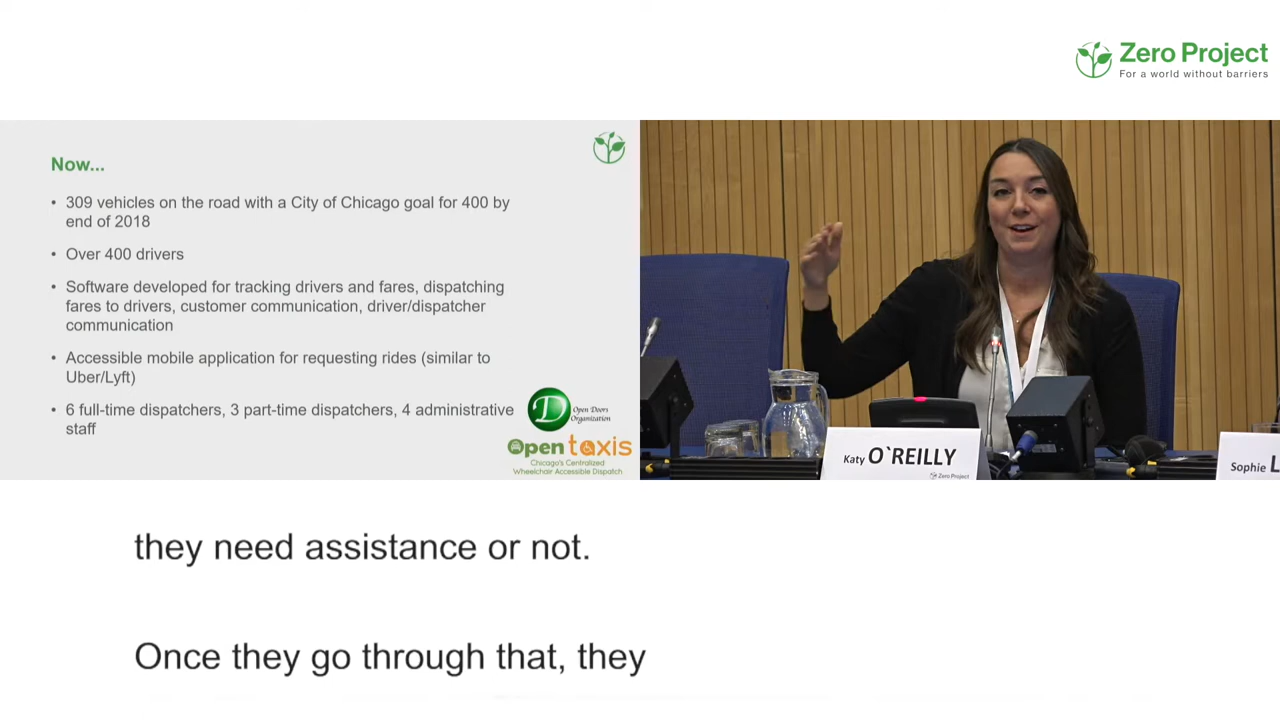 Zero Project
For a world without barriers
Now...
• 309 vehicles on the road with a City of Chicago goal for 400 by
end of 2018
• Over 400 drivers
• Software developed for tracking drivers and fares, dispatching
fares to drivers, customer communication, driver/dispatcher
communication
• Accessible mobile application for requesting rides (similar to
Uber/Lyft)
• 6 full-time dispatchers, 3 part-time dispatchers, 4 administrative
staff
D
Open Doors
Organization
Open taxis
Chicago's Centralized
Wheelchair Accessible Dispatch
Katy O`REILLY
Zero Project
Sophie L
they need assistance or not.
Once they go through that, they